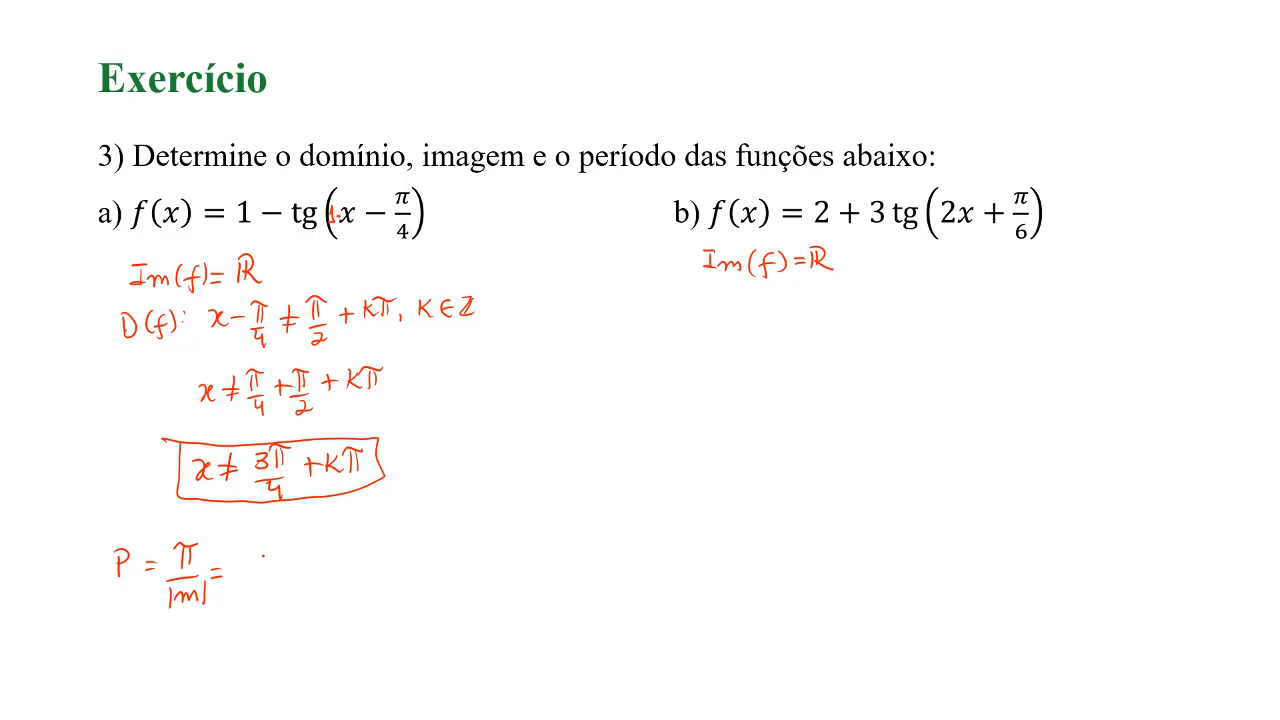 Exercício
3) Determine o domínio, imagem e o período das funções abaixo:
a) f(x) = 1 − tg (1.x − π/4)
b) f(x) = 2 + 3 tg (2x + π/6)
Im(f) = ℝ
Im(f) = ℝ
D(f): x − π/4 ≠ π/2 + kπ, k ∈ ℤ
x ≠ π/4 + π/2 + kπ
x ≠ 3π/4 + kπ
P = π/|m| =